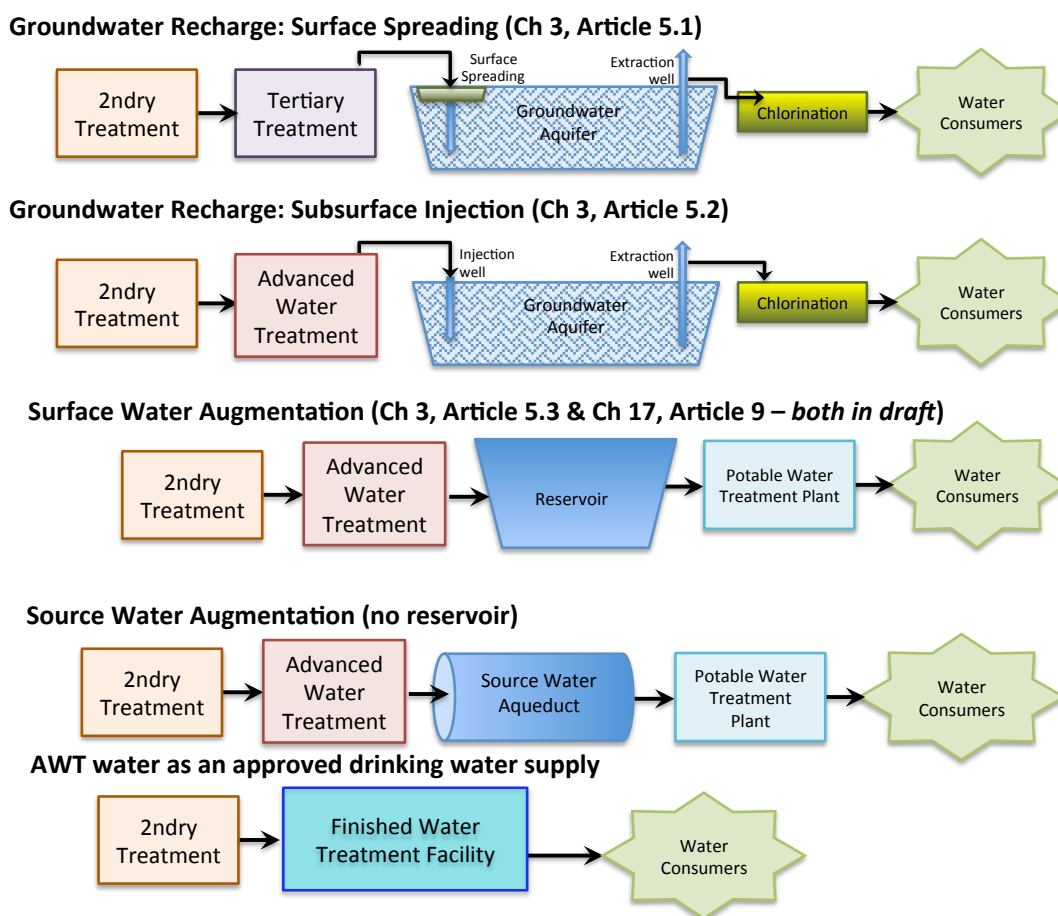 Groundwater Recharge: Surface Spreading (Ch 3, Article 5.1)
2ndry
Treatment
Tertiary
Treatment
Surface
Spreading
Groundwater
Aquifer
Extraction
well
Chlorination
Water
Consumers
Groundwater Recharge: Subsurface Injection (Ch 3, Article 5.2)
2ndry
Treatment
Advanced
Water
Treatment
Injection
well
Groundwater
Aquifer
Extraction
well
Chlorination
Water
Consumers
Surface Water Augmentation (Ch 3, Article 5.3 & Ch 17, Article 9 – both in draft)
2ndry
Treatment
Advanced
Water
Treatment
Reservoir
Potable Water
Treatment Plant
Water
Consumers
Source Water Augmentation (no reservoir)
2ndry
Treatment
Advanced
Water
Treatment
Source Water
Aqueduct
Potable Water
Treatment
Plant
Water
Consumers
AWT water as an approved drinking water supply
2ndry
Treatment
Finished Water
Treatment Facility
Water
Consumers